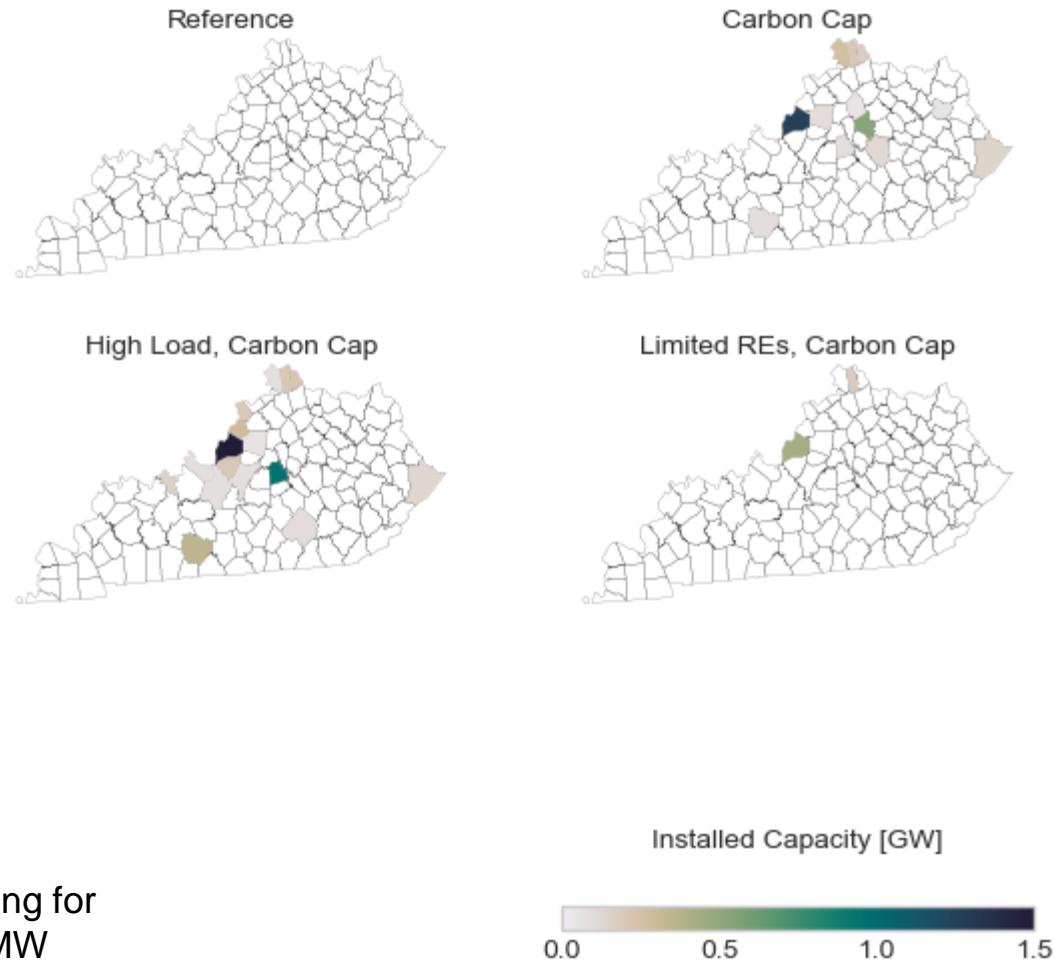 Reference
Carbon Cap
High Load, Carbon Cap
Limited REs, Carbon Cap
Installed Capacity [GW]
ng for
MW
0.0 0.5 1.0 1.5